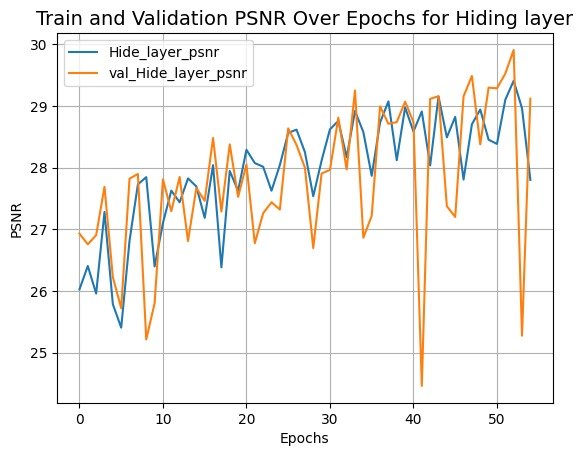 Train and Validation PSNR Over Epochs for Hiding layer
Hide_layer_psnr
val_Hide_layer_psnr
30
29
28
27
26
25
PSNR
0 10 20 30 40 50
Epochs